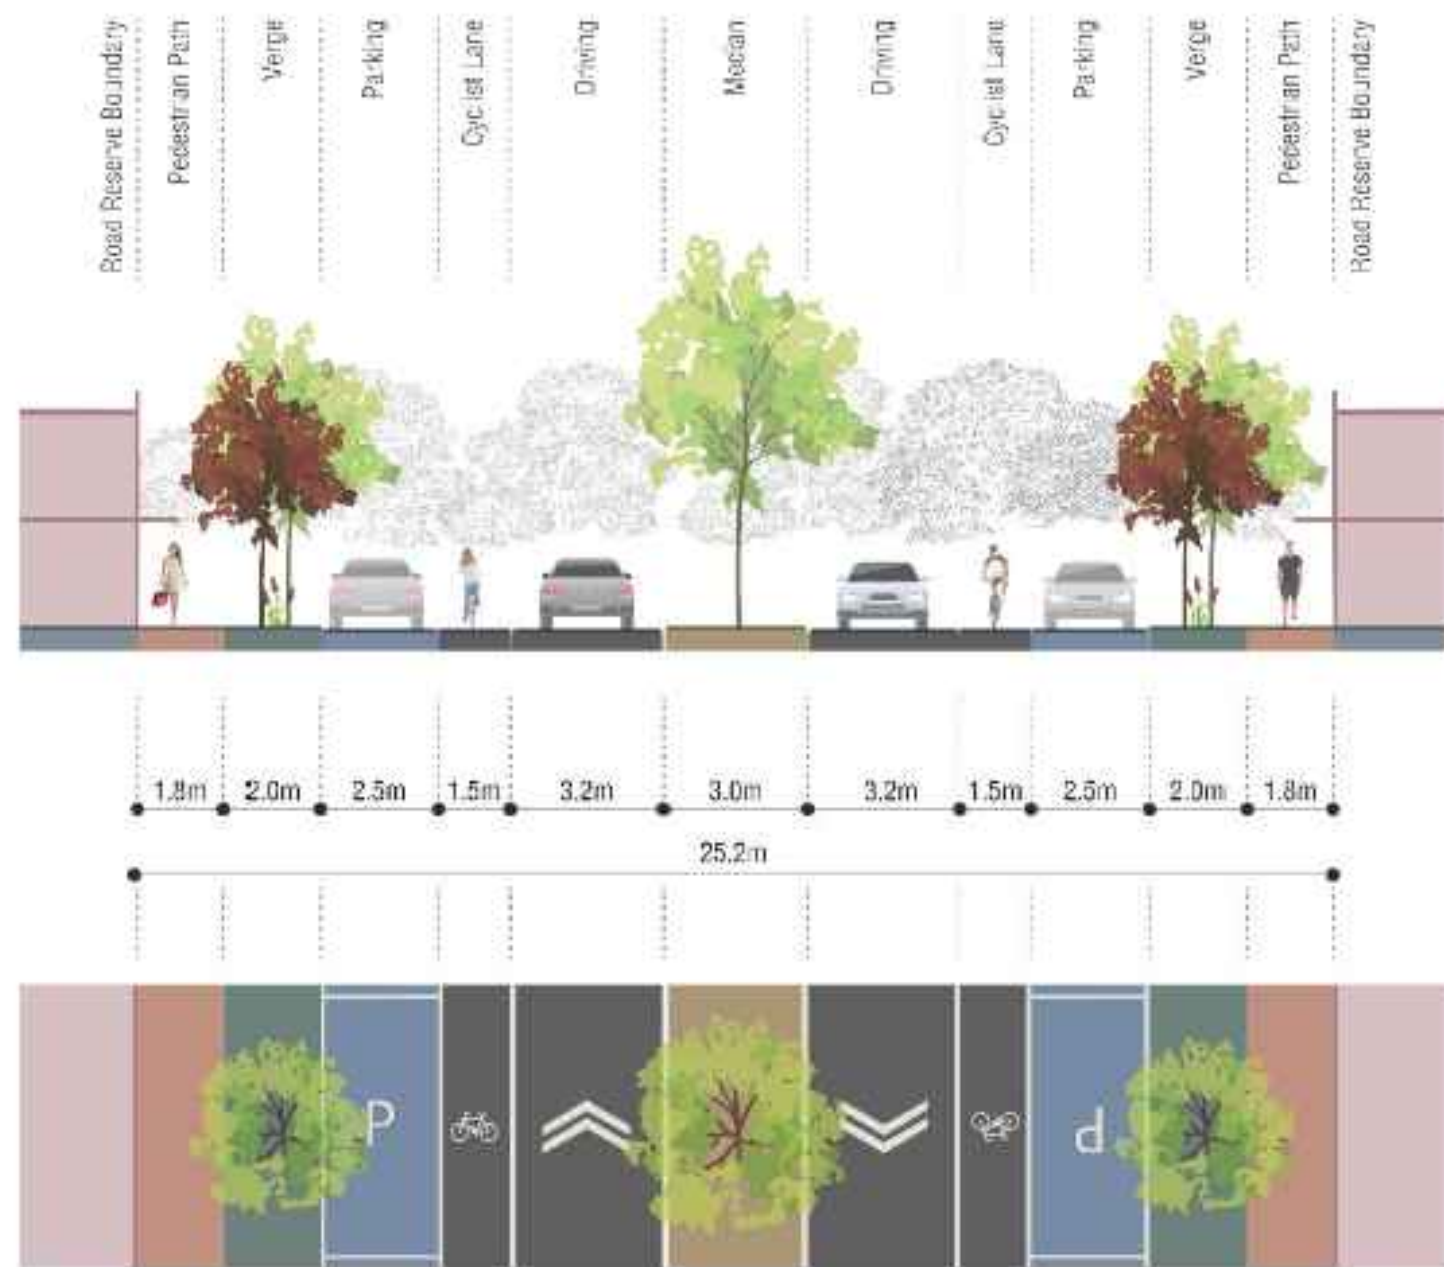 Road Reserve Boundary
Pedestrian Path
Verge
Parking
Cyclist Lane
Driving
Median
Driving
Cyclist Lane
Parking
Verge
Pedestrian Path
Road Reserve Boundary
1.8m 2.0m 2.5m 1.5m 3.2m 3.0m 3.2m 1.5m 2.5m 2.0m 1.8m
25.2m
P
P